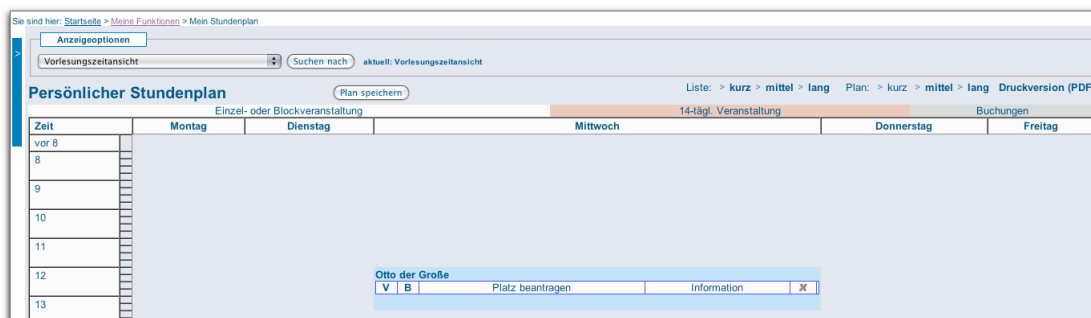 Sie sind hier: Startseite > Meine Funktionen > Mein Stundenplan
>
Anzeigeoptionen
Vorlesungszeitansicht Suchen nach aktuell: Vorlesungszeitansicht
Persönlicher Stundenplan Plan speichern Liste: > kurz > mittel > lang Plan: > kurz > mittel > lang Druckversion (PDF
Einzel- oder Blockveranstaltung 14-tägl. Veranstaltung Buchungen
Zeit Montag Dienstag Mittwoch Donnerstag Freitag
vor 8
8
9
10
11
12 Otto der Große
V B Platz beantragen Information
13